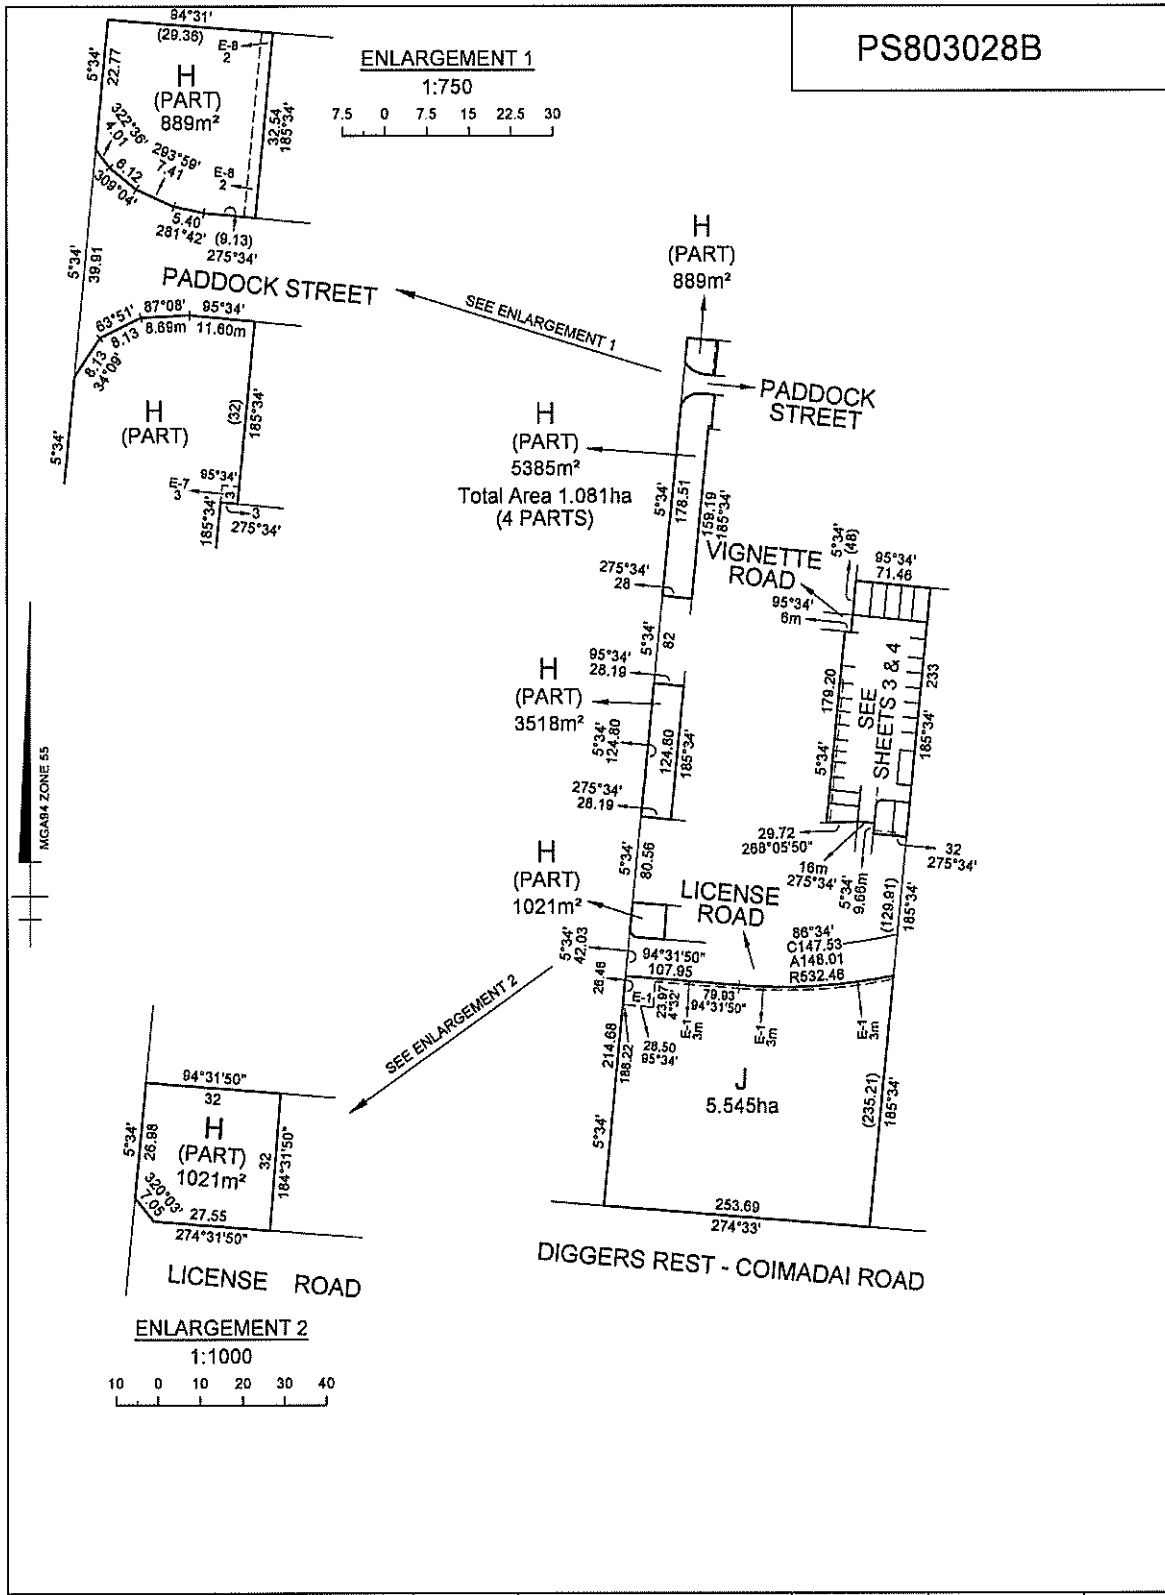 PS803028B
94°31'
(29.36)
E-8
2
5°34'
22.77
H
(PART)
889m²
32.54
185°34'
322°36'
4.01
293°59'
7.41
6.12
309°04'
E-8
2
5.40
281°42'
(9.13)
275°34'
ENLARGEMENT 1
1:750
7.5 0 7.5 15 22.5 30
5°34'
39.91
PADDOCK STREET
63°51'
8.13
87°08'
8.69m
95°34'
11.60m
8.13
34°09'
H
(PART)
(32)
185°34'
5°34'
E-7
3
95°34'
3
3
275°34'
185°34'
SEE ENLARGEMENT 1
H
(PART)
889m²
PADDOCK
STREET
H
(PART)
5385m²
Total Area 1.081ha
(4 PARTS)
5°34'
178.51
159.19
185°34'
275°34'
28
VIGNETTE
ROAD
5°34'
(48)
95°34'
71.46
95°34'
6m
5°34'
82
95°34'
28.19
H
(PART)
3518m²
5°34'
124.80
124.80
185°34'
275°34'
28.19
179.20
5°34'
SEE
SHEETS 3 & 4
233
185°34'
29.72
268°05'50"
16m
275°34'
5°34'
9.66m
32
275°34'
5°34'
80.56
H
(PART)
1021m²
LICENSE
ROAD
(129.91)
185°34'
5°34'
42.03
94°31'50"
107.95
86°34'
C147.53
A148.01
R532.46
26.46
E-1
23.97
4°32'
79.93
94°31'50"
E-1
3m
E-1
3m
E-1
3m
28.50
95°34'
214.68
188.22
5°34'
J
5.545ha
(235.21)
185°34'
253.69
274°33'
DIGGERS REST - COIMADAI ROAD
MGA94 ZONE 55
SEE ENLARGEMENT 2
94°31'50"
32
5°34'
26.98
H
(PART)
1021m²
32
184°31'50"
320°03'
7.05
27.55
274°31'50"
LICENSE ROAD
ENLARGEMENT 2
1:1000
10 0 10 20 30 40